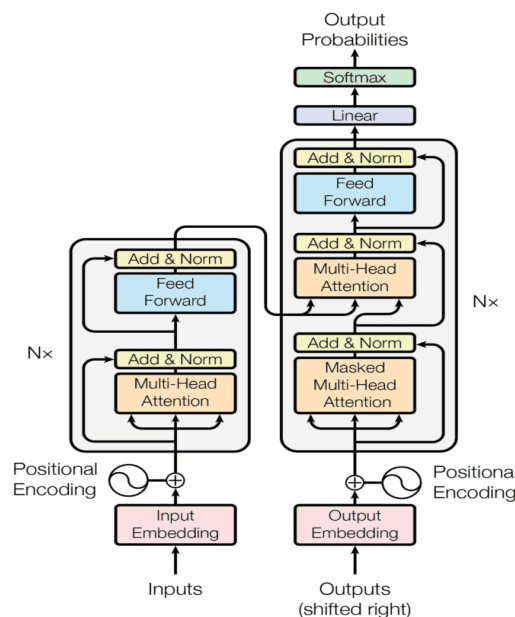 Output
Probabilities
Softmax
Linear
Add & Norm
Feed
Forward
Add & Norm
Multi-Head
Attention
Add & Norm
Masked
Multi-Head
Attention
N×
Add & Norm
Feed
Forward
Add & Norm
Multi-Head
Attention
N×
Positional
Encoding
Positional
Encoding
Input
Embedding
Output
Embedding
Inputs
Outputs
(shifted right)